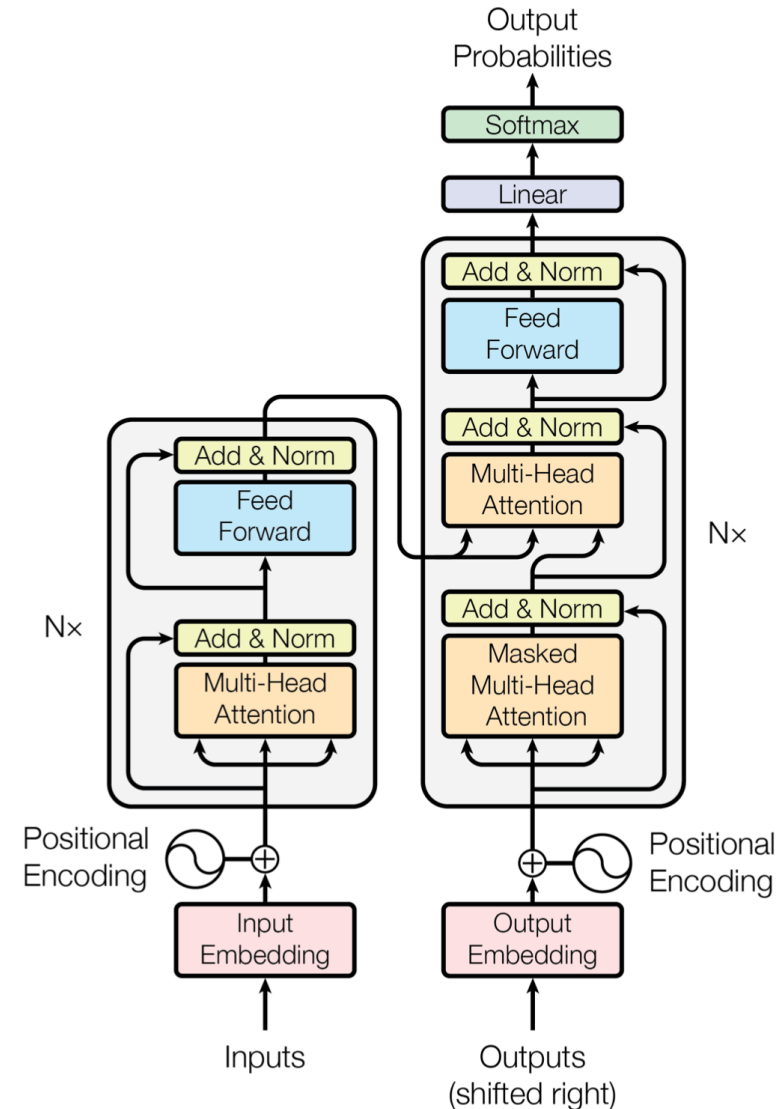 Output
Probabilities
Softmax
Linear
Add & Norm
Feed
Forward
Add & Norm
Multi-Head
Attention
Add & Norm
Masked
Multi-Head
Attention
N×
Add & Norm
Feed
Forward
Add & Norm
Multi-Head
Attention
N×
Positional
Encoding
Positional
Encoding
Input
Embedding
Output
Embedding
Inputs
Outputs
(shifted right)